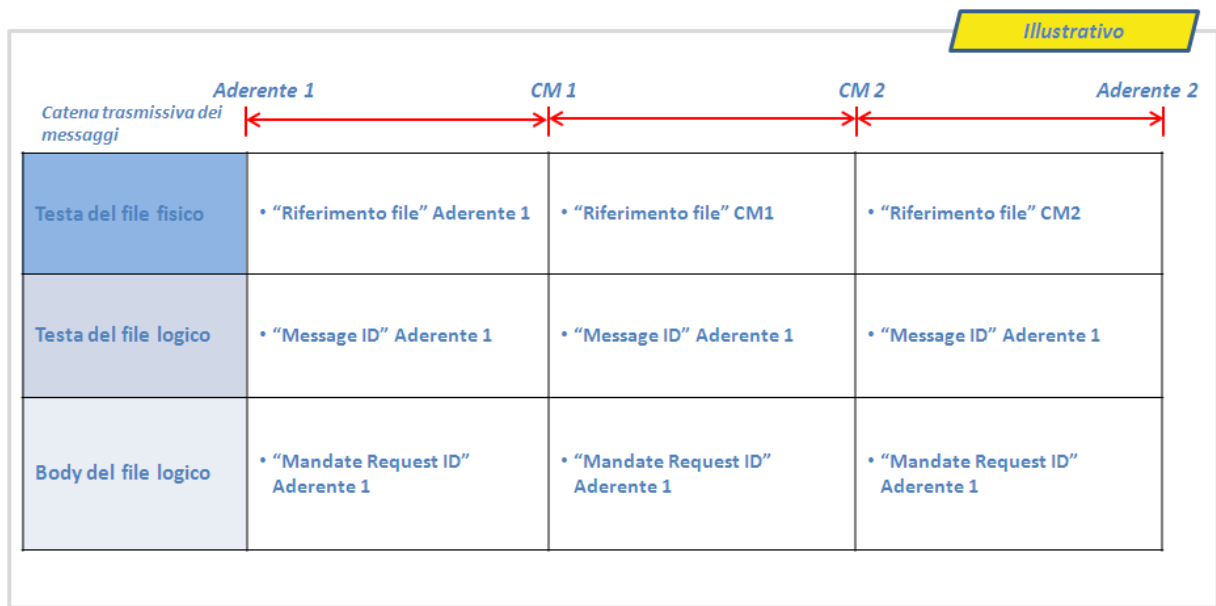 Illustrativo
Aderente 1
CM 1
CM 2
Aderente 2
Catena trasmissiva dei
messaggi
Testa del file fisico
• “Riferimento file” Aderente 1
• “Riferimento file” CM1
• “Riferimento file” CM2
Testa del file logico
• “Message ID” Aderente 1
• “Message ID” Aderente 1
• “Message ID” Aderente 1
Body del file logico
• “Mandate Request ID”
Aderente 1
• “Mandate Request ID”
Aderente 1
• “Mandate Request ID”
Aderente 1